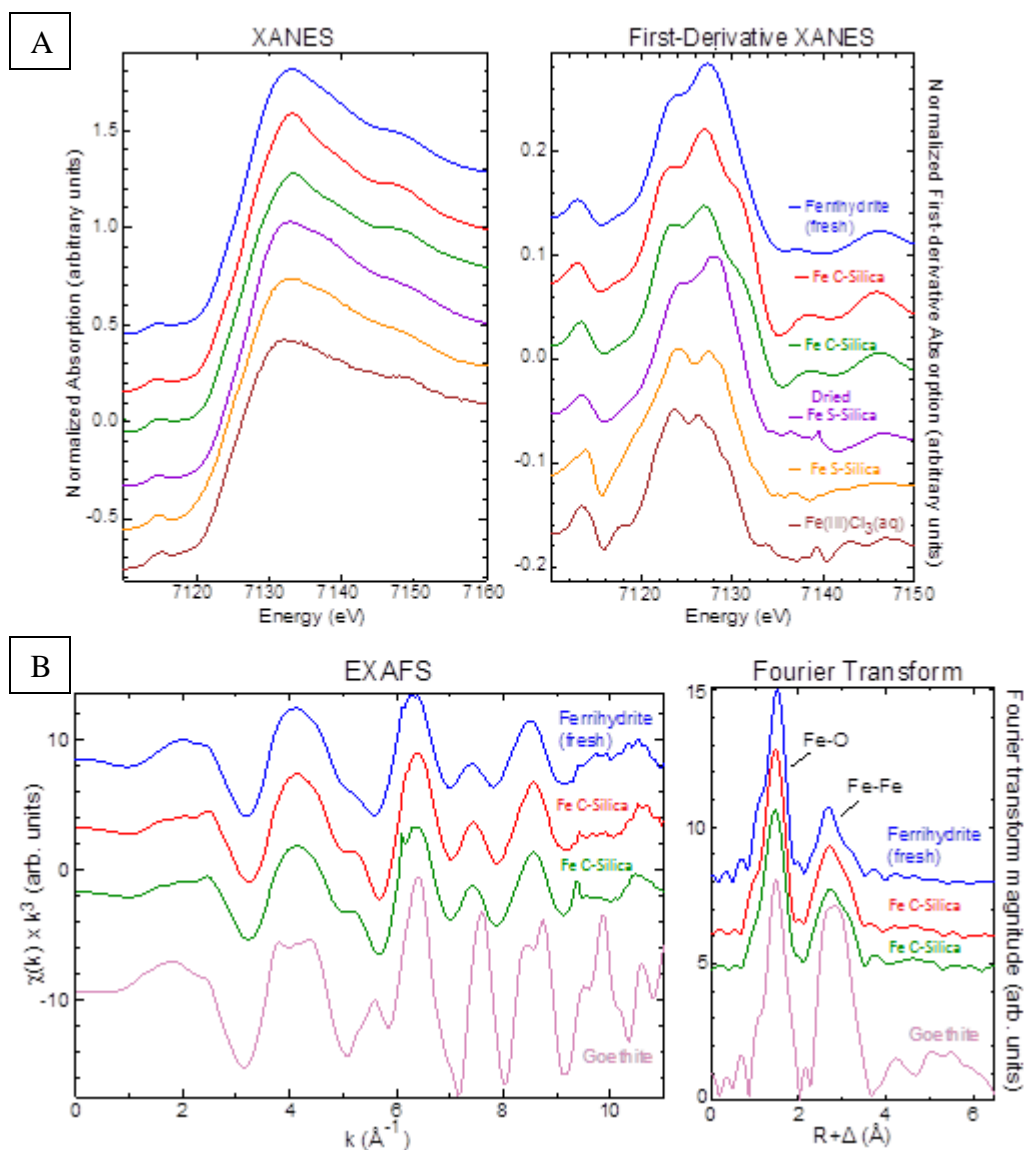 A
XANES
First-Derivative XANES
Normalized Absorption (arbitrary units)
1.5
1.0
0.5
0.0
-0.5
7120
7130
7140
7150
7160
Energy (eV)
0.2
0.1
0.0
-0.1
-0.2
7120
7130
7140
7150
Energy (eV)
Ferrihydrite
(fresh)
Fe C-Silica
Fe C-Silica
Dried
Fe S-Silica
Fe S-Silica
Fe(III)Cl3(aq)
Normalized First-derivative Absorption (arbitrary units)
B
EXAFS
Fourier Transform
χ(k) x k³ (arb. units)
10
0
-10
0
2
4
6
8
10
k (Å⁻¹)
Ferrihydrite
(fresh)
Fe C-Silica
Fe C-Silica
Goethite
15
10
5
0
0
2
4
6
R+Δ (Å)
Fe-O
Fe-Fe
Ferrihydrite
(fresh)
Fe C-Silica
Fe C-Silica
Goethite
Fourier transform magnitude (arb. units)